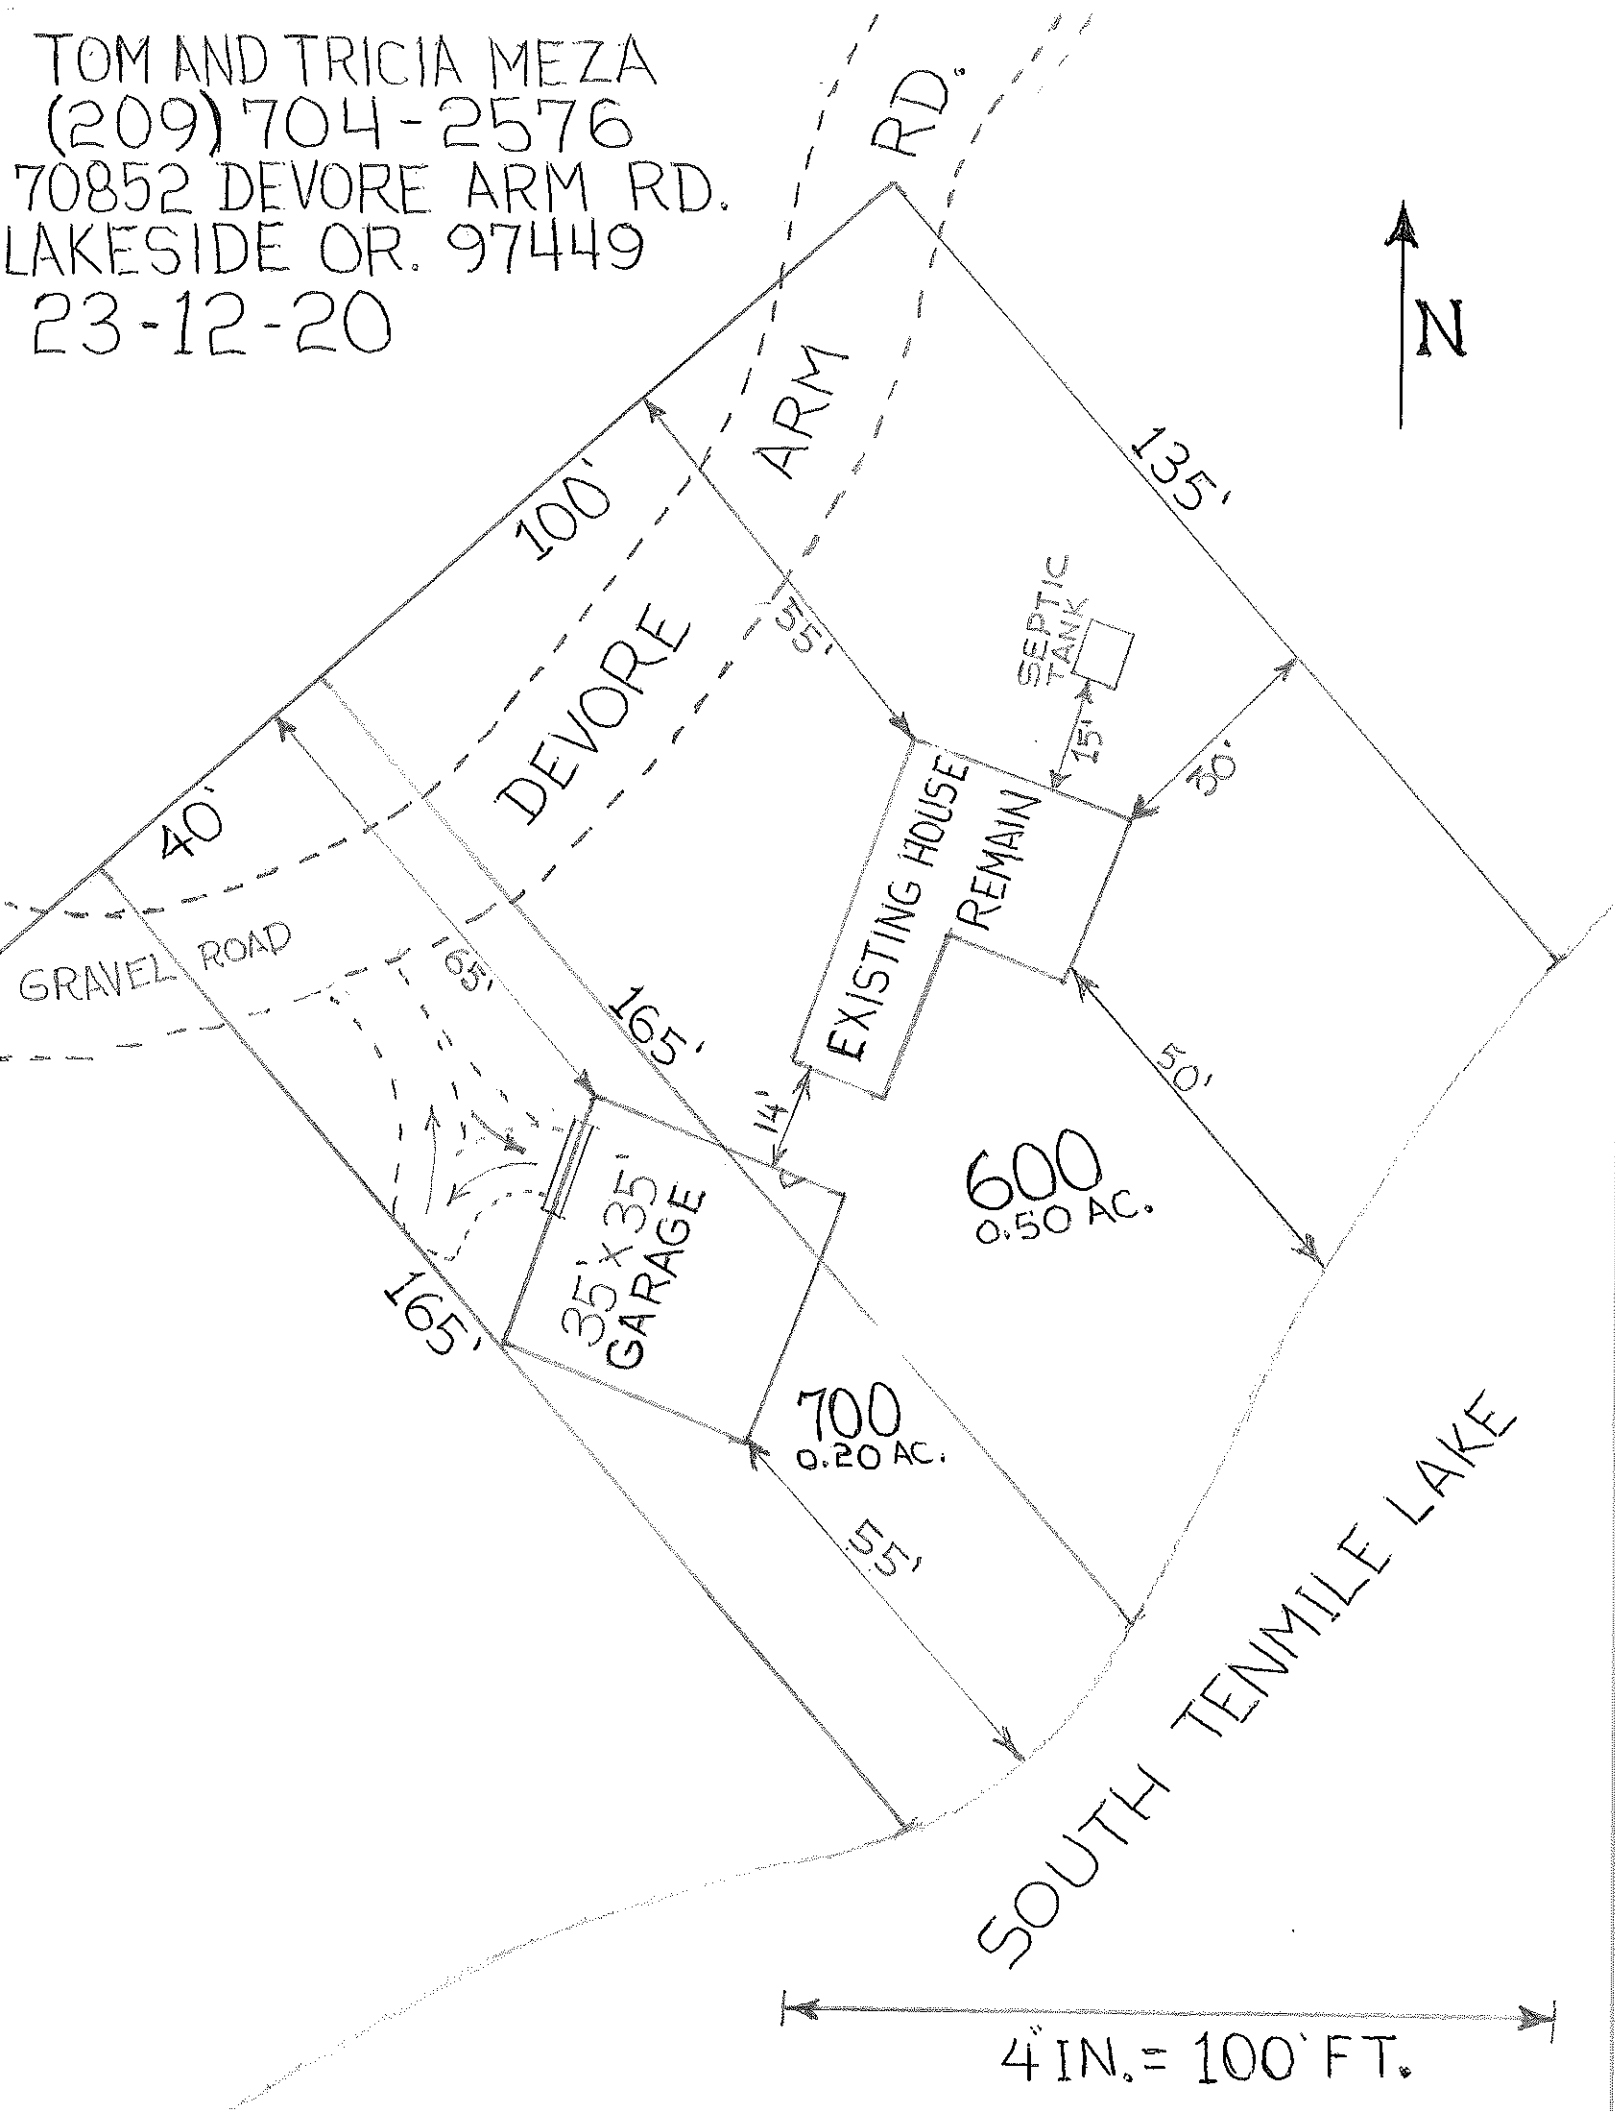 TOM AND TRICIA MEZA
(209) 704-2576
70852 DEVORE ARM RD.
LAKESIDE OR. 97449
23-12-20
RD.
ARM
DEVORE
N
100'
135'
55'
SEPTIC
TANK
15'
30'
40'
GRAVEL ROAD
65'
165'
EXISTING HOUSE
REMAIN
14'
50'
600
0.50 AC.
35' X 35'
GARAGE
165'
700
0.20 AC.
55'
SOUTH TENMILE LAKE
4" IN. = 100' FT.